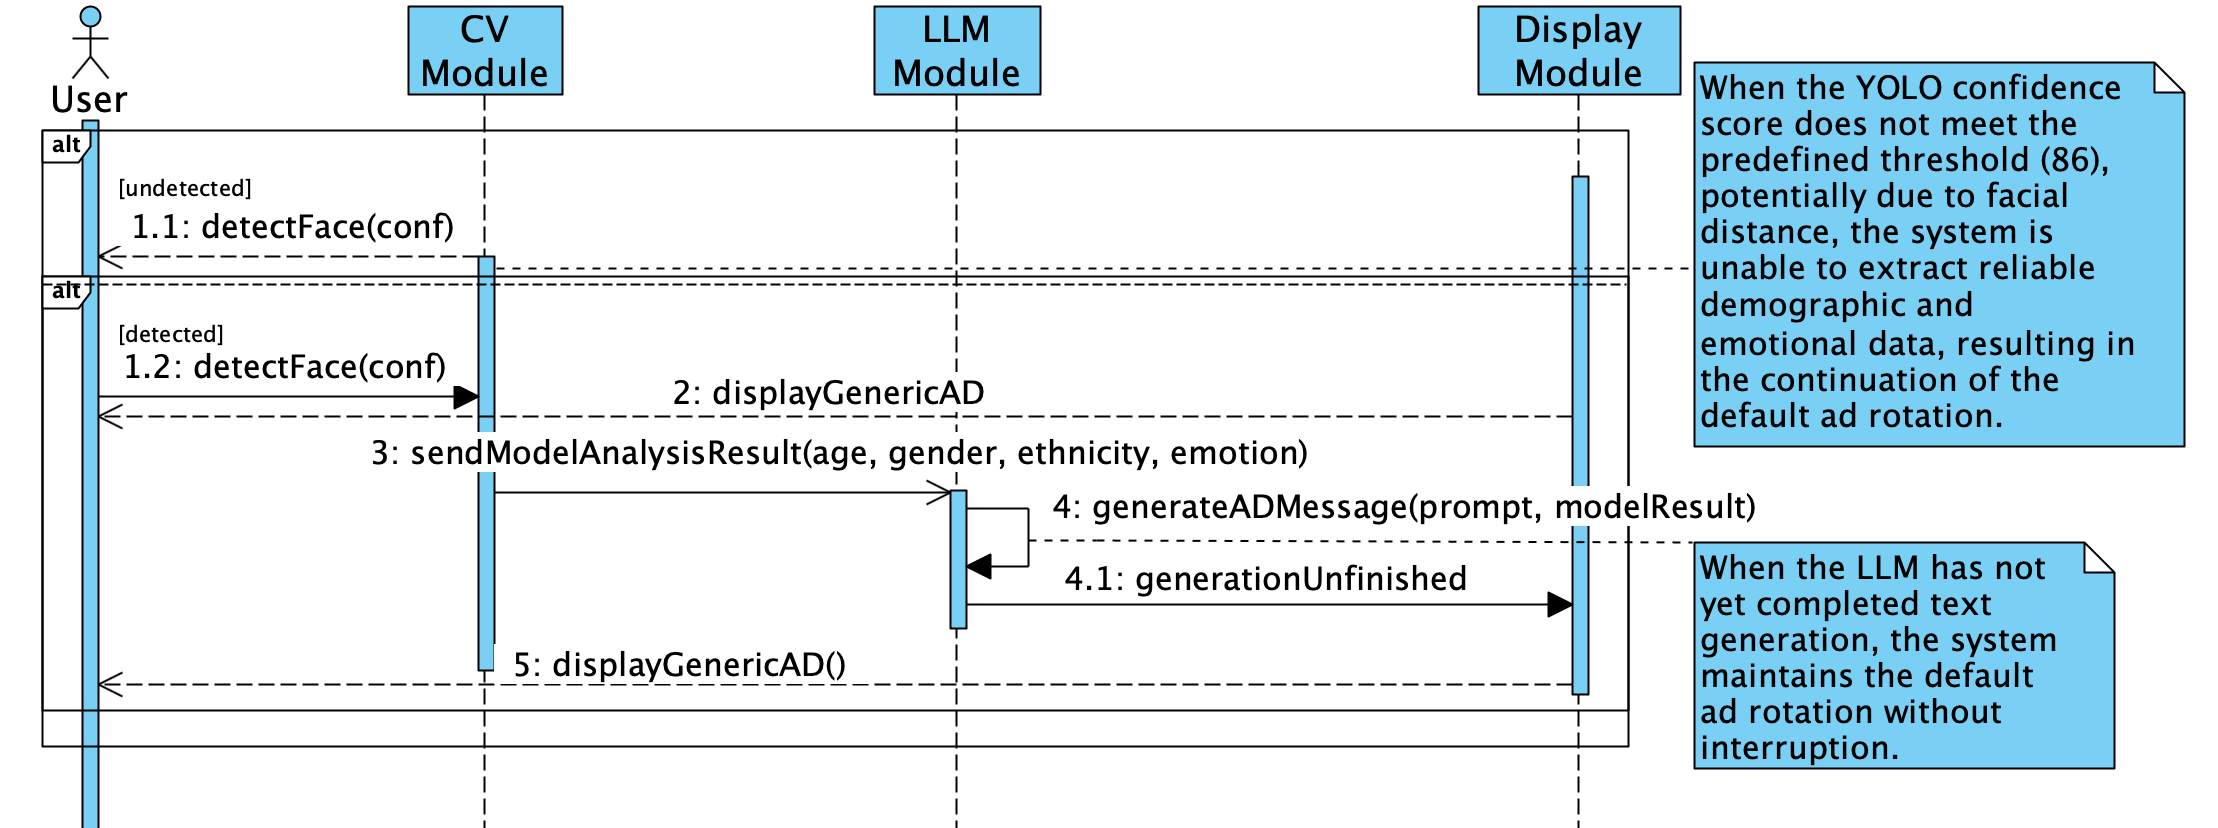 User
CV
Module
LLM
Module
Display
Module
alt
[undetected]
1.1: detectFace(conf)
alt
[detected]
1.2: detectFace(conf)
2: displayGenericAD
3: sendModelAnalysisResult(age, gender, ethnicity, emotion)
4: generateADMessage(prompt, modelResult)
4.1: generationUnfinished
5: displayGenericAD()
When the YOLO confidence
score does not meet the
predefined threshold (86),
potentially due to facial
distance, the system is
unable to extract reliable
demographic and
emotional data, resulting in
the continuation of the
default ad rotation.
When the LLM has not
yet completed text
generation, the system
maintains the default
ad rotation without
interruption.